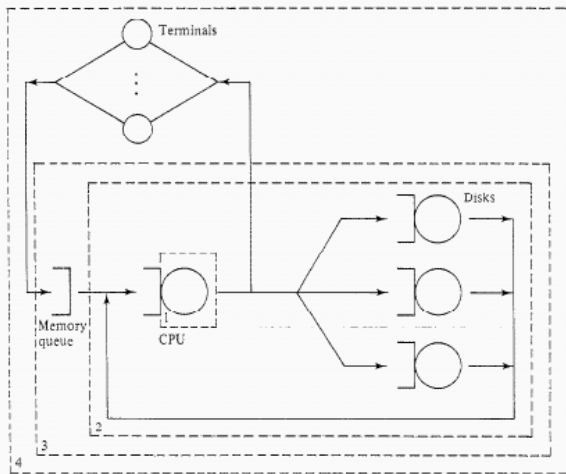 Terminals
Disks
Memory
queue
1
CPU
2
3
4